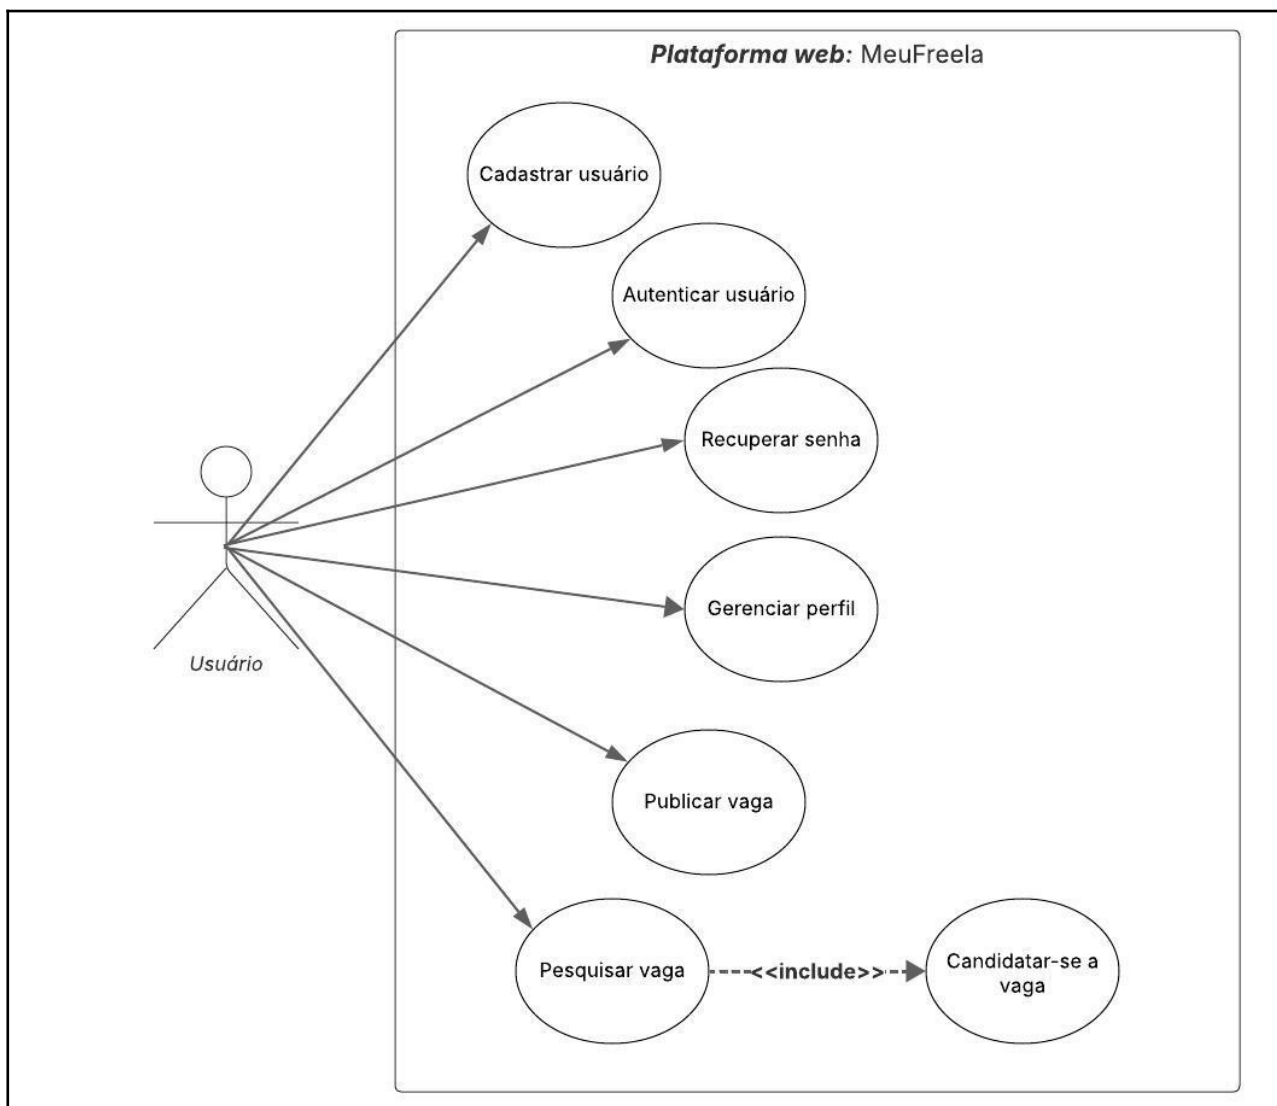 Plataforma web: MeuFreela
Cadastrar usuário
Autenticar usuário
Recuperar senha
Gerenciar perfil
Usuário
Publicar vaga
Pesquisar vaga
<<include>>
Candidatar-se a
vaga